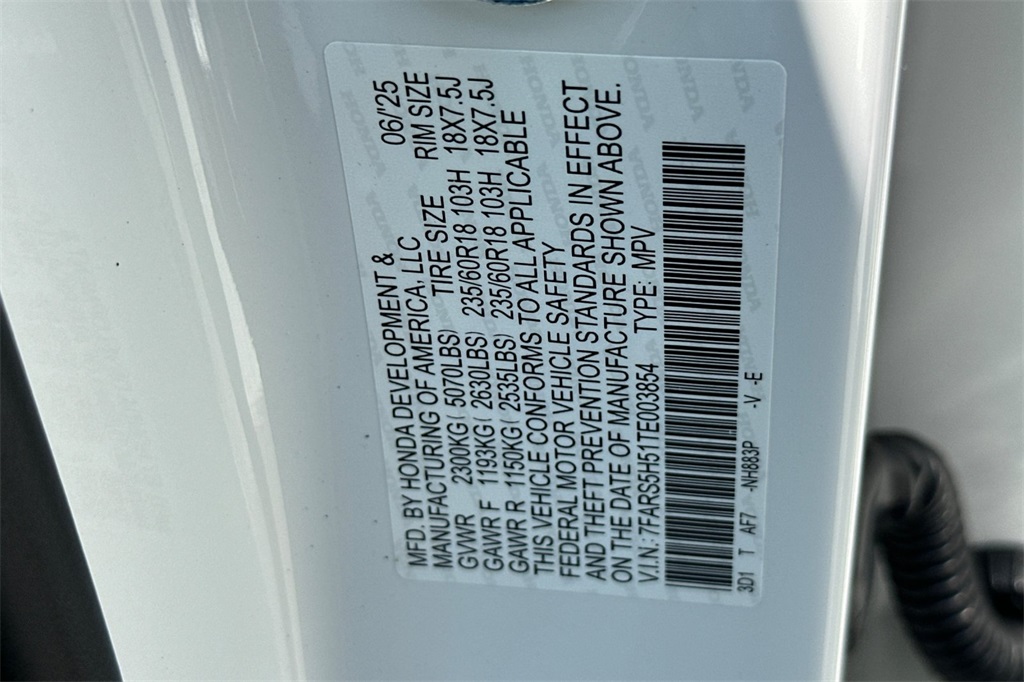 MFD. BY HONDA DEVELOPMENT & 06/'25
MANUFACTURING OF AMERICA, LLC
TIRE SIZE RIM SIZE
GVWR 2300KG( 5070LBS)
GAWR F 1193KG( 2630LBS) 235/60R18 103H 18X7.5J
GAWR R 1150KG( 2535LBS) 235/60R18 103H 18X7.5J
THIS VEHICLE CONFORMS TO ALL APPLICABLE
FEDERAL MOTOR VEHICLE SAFETY
AND THEFT PREVENTION STANDARDS IN EFFECT
ON THE DATE OF MANUFACTURE SHOWN ABOVE.
V.I.N.: 7FARS5H51TE003854 TYPE: MPV
3D1 T AF7 -NH883P -V -E
HONDA